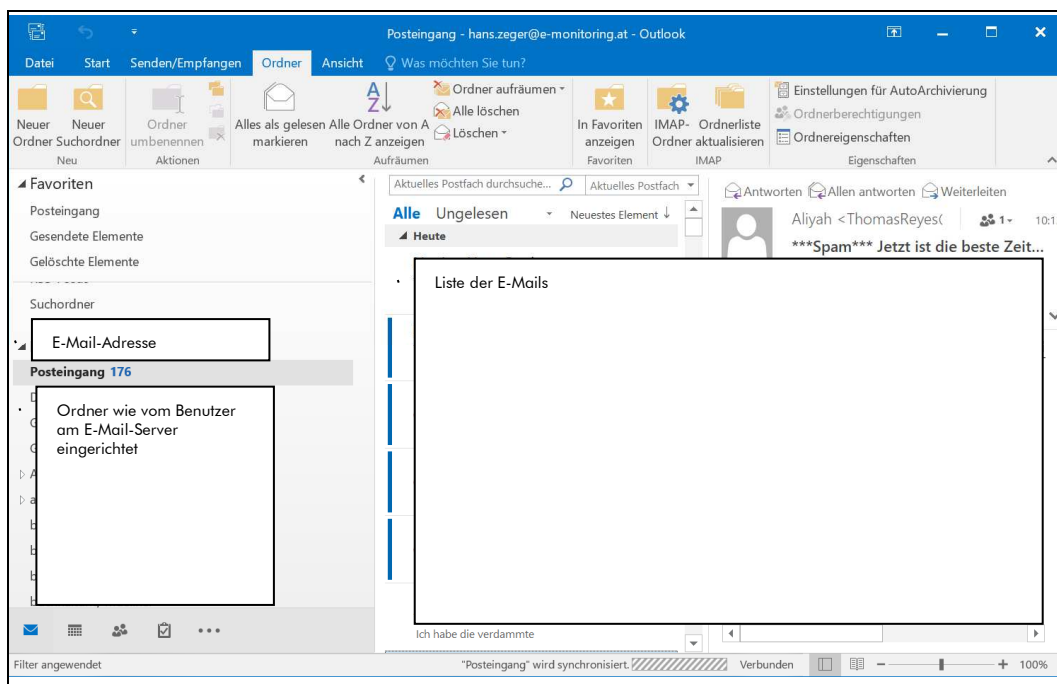 Posteingang - hans.zeger@e-monitoring.at - Outlook
Datei Start Senden/Empfangen Ordner Ansicht Was möchten Sie tun?
Neuer Ordner
Neuer Suchordner
Neu
Ordner umbenennen
Aktionen
Alles als gelesen markieren
Alle Ordner von A nach Z anzeigen
Ordner aufräumen
Alle löschen
Löschen
Aufräumen
In Favoriten anzeigen
Favoriten
IMAP-Ordner
Ordnerliste aktualisieren
IMAP
Einstellungen für AutoArchivierung
Ordnerberechtigungen
Ordnereigenschaften
Eigenschaften
Favoriten
Posteingang
Gesendete Elemente
Gelöschte Elemente
Suchordner
E-Mail-Adresse
Posteingang 176
Ordner wie vom Benutzer
am E-Mail-Server
eingerichtet
Aktuelles Postfach durchsuche... Aktuelles Postfach
Alle Ungelesen Neuestes Element ↓
Heute
Liste der E-Mails
Ich habe die verdammte
Antworten Allen antworten Weiterleiten
Aliyah <ThomasReyes( 1
***Spam*** Jetzt ist die beste Zeit...
Filter angewendet "Posteingang" wird synchronisiert. Verbunden 100%